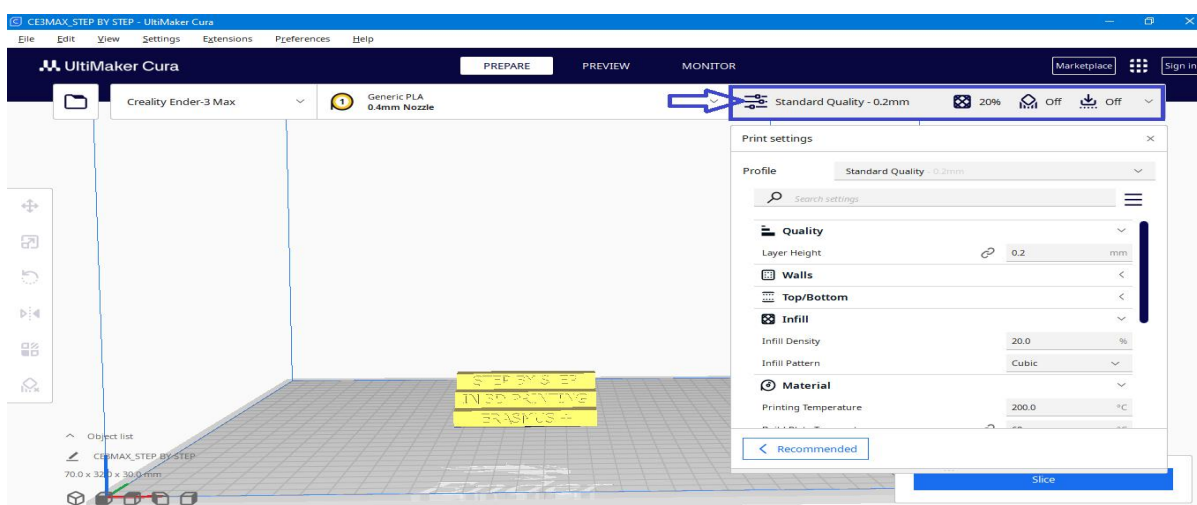 CE3MAX_STEP BY STEP - UltiMaker Cura
File Edit View Settings Extensions Preferences Help
UltiMaker Cura PREPARE PREVIEW MONITOR Marketplace Sign in
Creality Ender-3 Max
1 Generic PLA
0.4mm Nozzle
Standard Quality - 0.2mm 20% Off Off
Print settings
Profile Standard Quality - 0.2mm
Search settings
Quality
Layer Height 0.2 mm
Walls
Top/Bottom
Infill
Infill Density 20.0 %
Infill Pattern Cubic
Material
Printing Temperature 200.0 °C
Recommended
Slice
STEP BY STEP
IN 3D PRINTING
ERASMUS +
Object list
CE3MAX_STEP BY STEP
70.0 x 32.0 x 30.0 mm